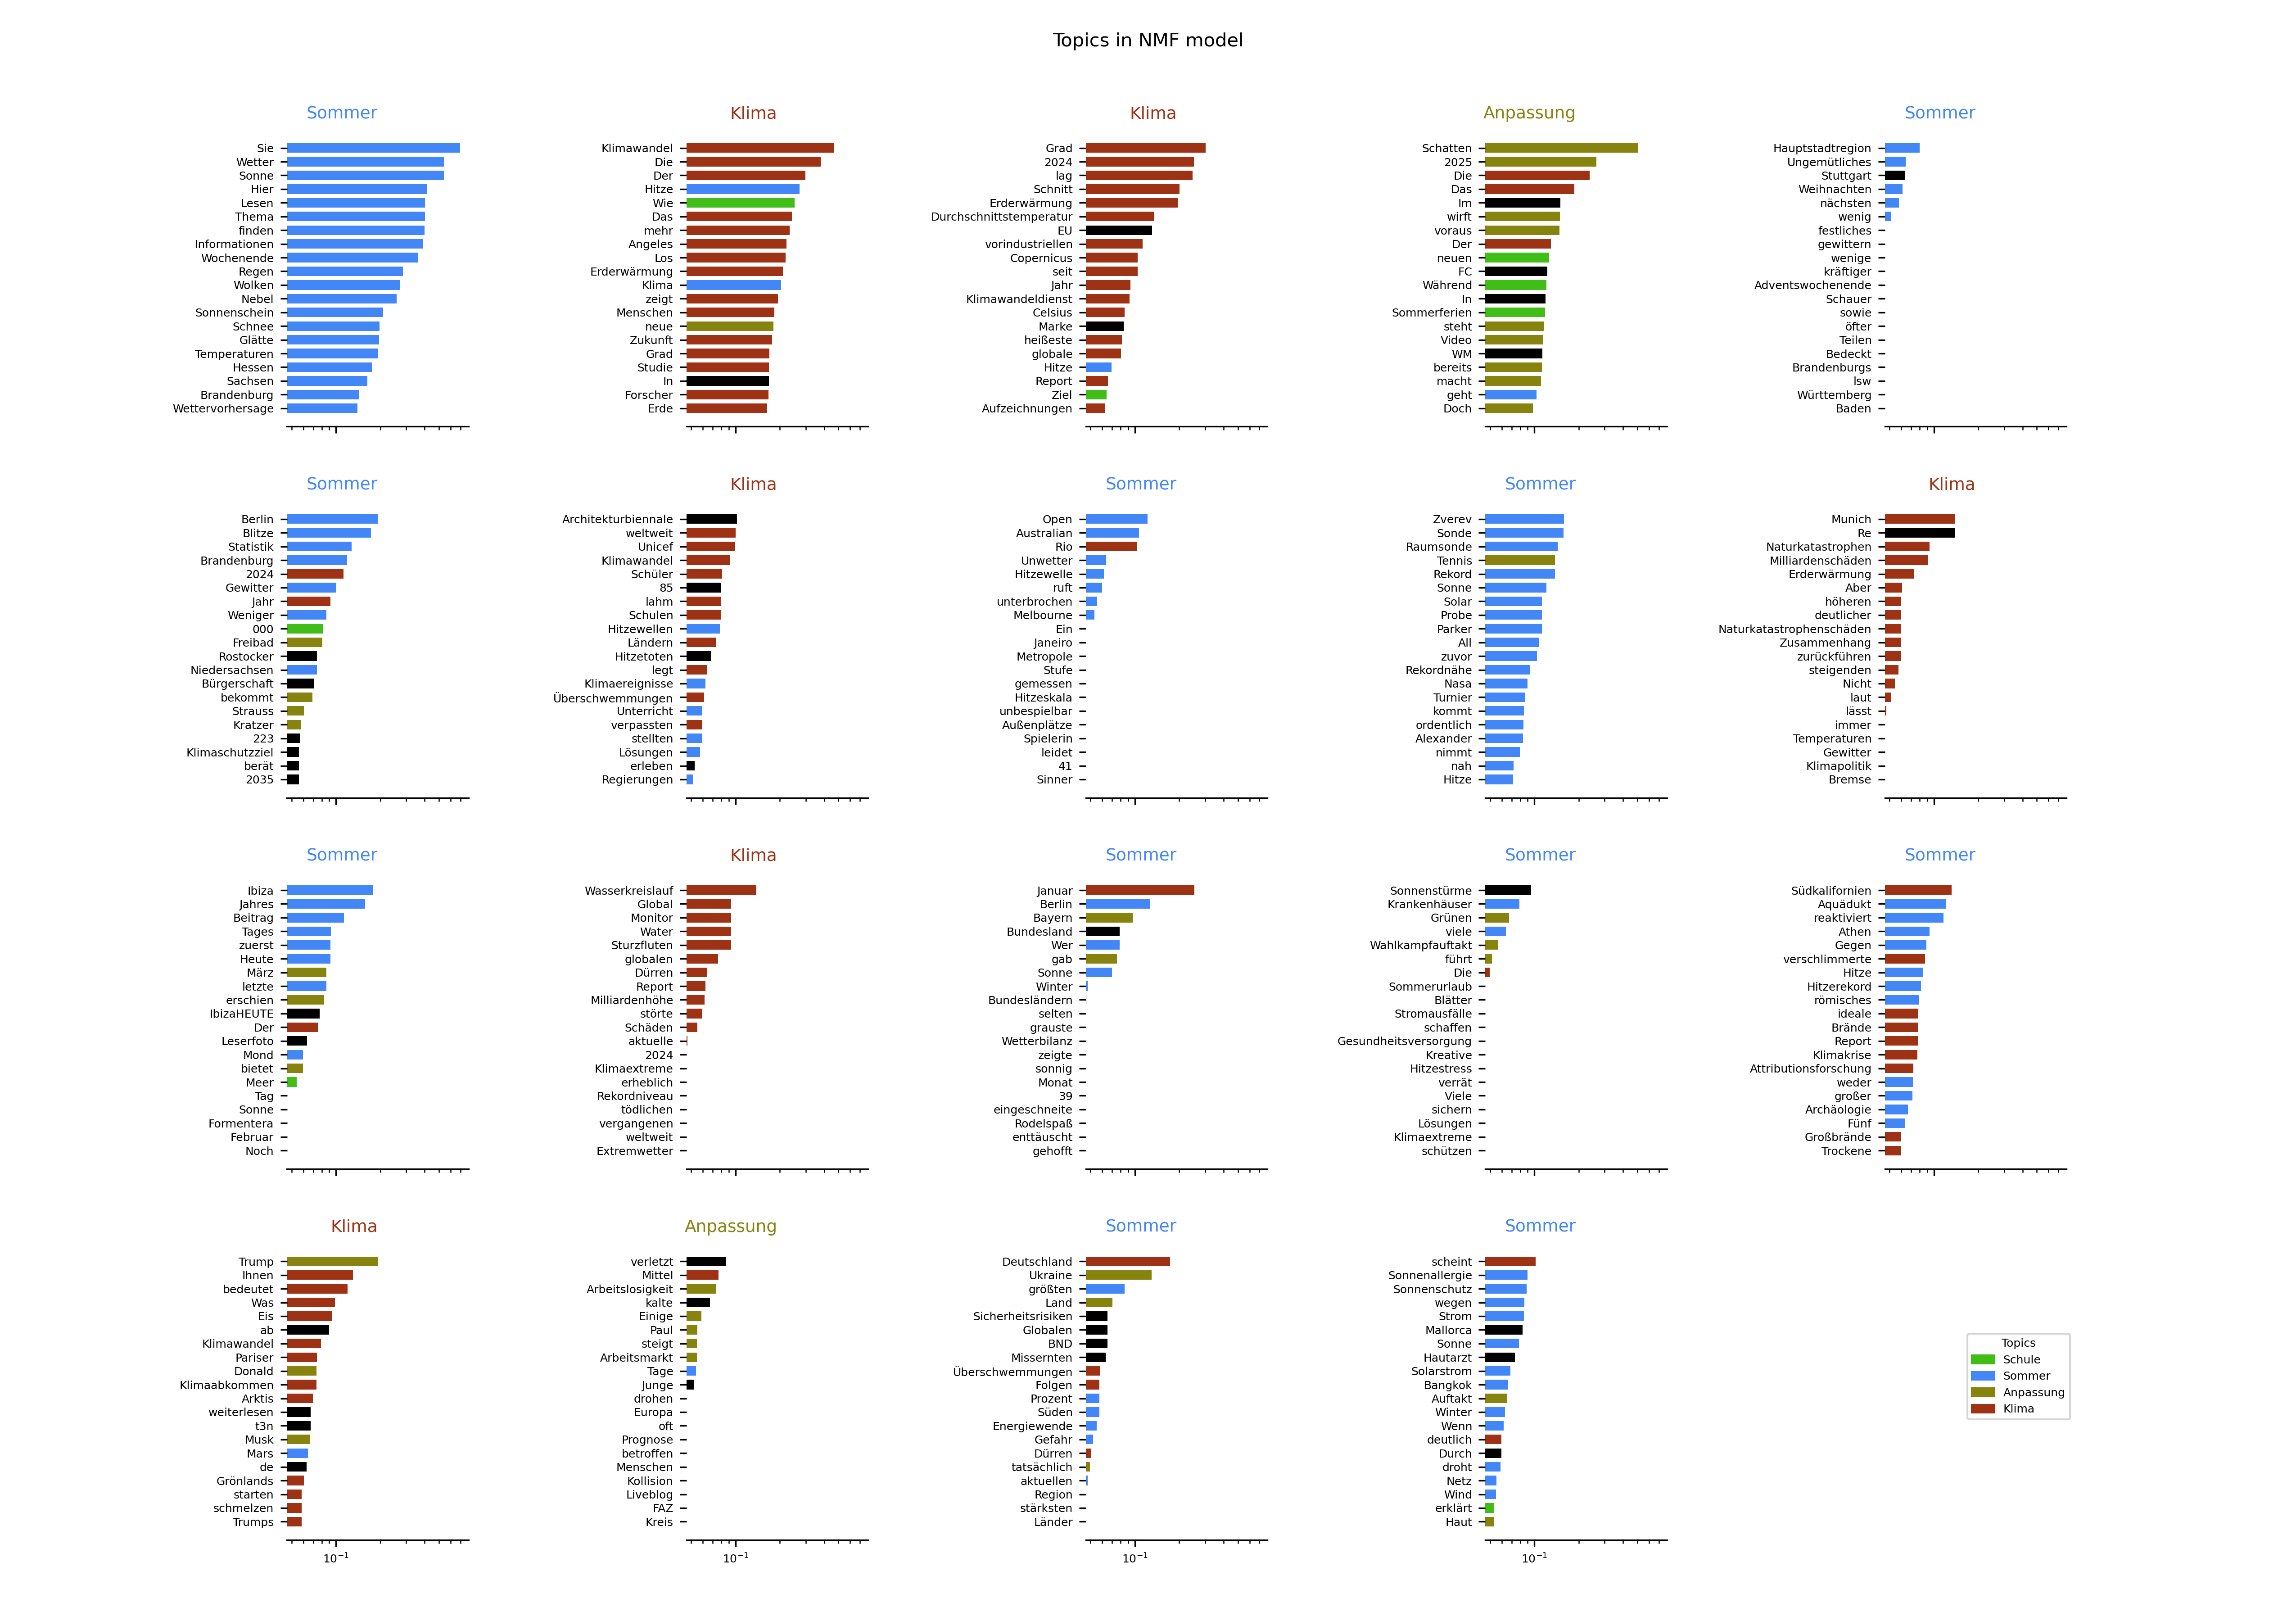 Topics in NMF model
Sommer
Sie
Wetter
Sonne
Hier
Lesen
Thema
finden
Informationen
Wochenende
Regen
Wolken
Nebel
Sonnenschein
Schnee
Glätte
Temperaturen
Hessen
Sachsen
Brandenburg
Wettervorhersage
Klima
Klimawandel
Die
Der
Hitze
Wie
Das
mehr
Angeles
Los
Erderwärmung
Klima
zeigt
Menschen
neue
Zukunft
Grad
Studie
In
Forscher
Erde
Klima
Grad
2024
lag
Schnitt
Erderwärmung
Durchschnittstemperatur
EU
vorindustriellen
Copernicus
seit
Jahr
Klimawandeldienst
Celsius
Marke
heißeste
globale
Hitze
Report
Ziel
Aufzeichnungen
Anpassung
Schatten
2025
Die
Das
Im
wirft
voraus
Der
neuen
FC
Während
In
Sommerferien
steht
Video
WM
bereits
macht
geht
Doch
Sommer
Hauptstadtregion
Ungemütliches
Stuttgart
Weihnachten
nächsten
wenig
festliches
gewittern
wenige
kräftiger
Adventswochenende
Schauer
sowie
öfter
Teilen
Bedeckt
Brandenburgs
lsw
Württemberg
Baden
Sommer
Berlin
Blitze
Statistik
Brandenburg
2024
Gewitter
Jahr
Weniger
000
Freibad
Rostocker
Niedersachsen
Bürgerschaft
bekommt
Strauss
Kratzer
223
Klimaschutzziel
berät
2035
Klima
Architekturbiennale
weltweit
Unicef
Klimawandel
Schüler
85
lahm
Schulen
Hitzewellen
Ländern
Hitzetoten
legt
Klimaereignisse
Überschwemmungen
Unterricht
verpassten
stellten
Lösungen
erleben
Regierungen
Sommer
Open
Australian
Rio
Unwetter
Hitzewelle
ruft
unterbrochen
Melbourne
Ein
Janeiro
Metropole
Stufe
gemessen
Hitzeskala
unbespielbar
Außenplätze
Spielerin
leidet
41
Sinner
Sommer
Zverev
Sonde
Raumsonde
Tennis
Rekord
Sonne
Solar
Probe
Parker
All
zuvor
Rekordnähe
Nasa
Turnier
kommt
ordentlich
Alexander
nimmt
nah
Hitze
Klima
Munich
Re
Naturkatastrophen
Milliardenschäden
Erderwärmung
Aber
höheren
deutlicher
Naturkatastrophenschäden
Zusammenhang
zurückführen
steigenden
Nicht
laut
lässt
immer
Temperaturen
Gewitter
Klimapolitik
Bremse
Sommer
Ibiza
Jahres
Beitrag
Tages
zuerst
Heute
März
letzte
erschien
IbizaHEUTE
Der
Leserfoto
Mond
bietet
Meer
Tag
Sonne
Formentera
Februar
Noch
Klima
Wasserkreislauf
Global
Monitor
Water
Sturzfluten
globalen
Dürren
Report
Milliardenhöhe
störte
Schäden
aktuelle
2024
Klimaextreme
erheblich
Rekordniveau
tödlichen
vergangenen
weltweit
Extremwetter
Sommer
Januar
Berlin
Bayern
Bundesland
Wer
gab
Sonne
Winter
Bundesländern
selten
grauste
Wetterbilanz
zeigte
sonnig
Monat
39
eingeschneite
Rodelspaß
enttäuscht
gehofft
Sommer
Sonnenstürme
Krankenhäuser
Grünen
viele
Wahlkampfauftakt
führt
Die
Sommerurlaub
Blätter
Stromausfälle
schaffen
Gesundheitsversorgung
Kreative
Hitzestress
verrät
Viele
sichern
Lösungen
Klimaextreme
schützen
Sommer
Südkalifornien
Aquädukt
reaktiviert
Athen
Gegen
verschlimmerte
Hitze
Hitzerekord
römisches
ideale
Brände
Report
Klimakrise
Attributionsforschung
weder
großer
Archäologie
Fünf
Großbrände
Trockene
Klima
Trump
Ihnen
bedeutet
Was
Eis
ab
Klimawandel
Pariser
Donald
Klimaabkommen
Arktis
weiterlesen
t3n
Musk
Mars
de
Grönlands
starten
schmelzen
Trumps
10⁻¹
Anpassung
verletzt
Mittel
Arbeitslosigkeit
kalte
Einige
Paul
steigt
Arbeitsmarkt
Tage
Junge
drohen
Europa
oft
Prognose
betroffen
Menschen
Kollision
Liveblog
FAZ
Kreis
10⁻¹
Sommer
Deutschland
Ukraine
größten
Land
Sicherheitsrisiken
Globalen
BND
Missernten
Überschwemmungen
Folgen
Prozent
Süden
Energiewende
Gefahr
Dürren
tatsächlich
aktuellen
Region
stärksten
Länder
10⁻¹
Sommer
scheint
Sonnenallergie
Sonnenschutz
wegen
Strom
Mallorca
Sonne
Hautarzt
Solarstrom
Bangkok
Auftakt
Winter
Wenn
deutlich
Durch
droht
Netz
Wind
erklärt
Haut
10⁻¹
Topics
Schule
Sommer
Anpassung
Klima